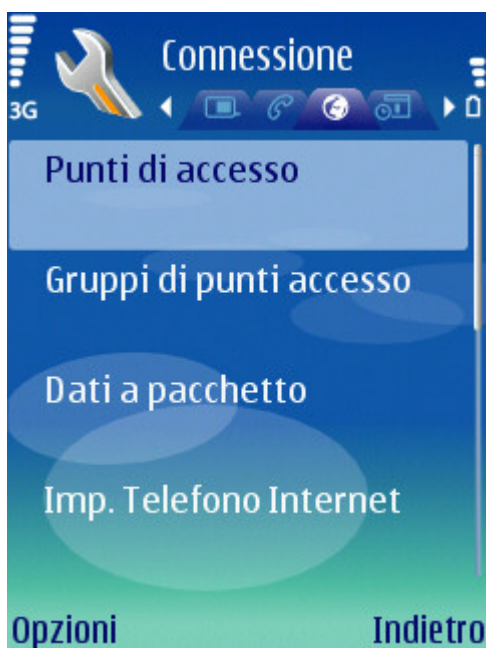 Connessione
3G
Punti di accesso
Gruppi di punti accesso
Dati a pacchetto
Imp. Telefono Internet
Opzioni
Indietro